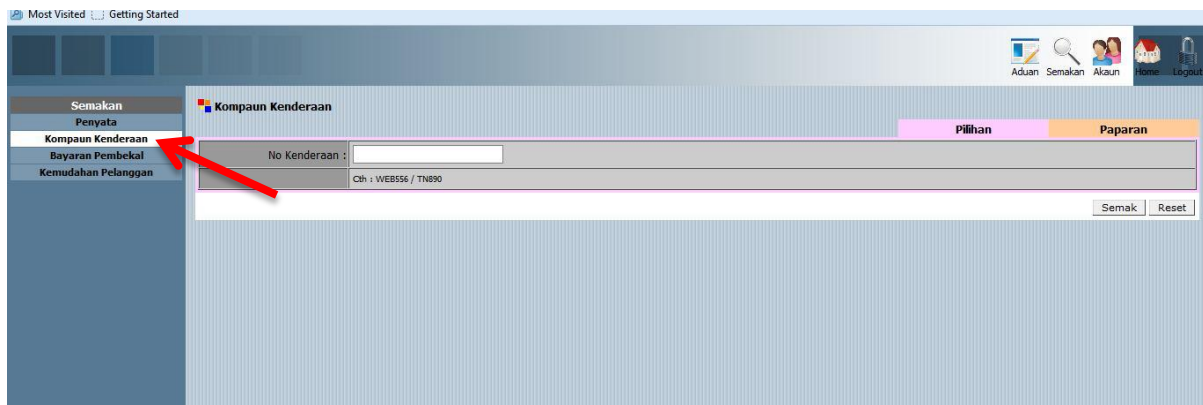 Most Visited Getting Started
Aduan Semakan Akaun Home Logout
Semakan
Penyata
Kompaun Kenderaan
Bayaran Pembekal
Kemudahan Pelanggan
Kompaun Kenderaan
Pilihan Paparan
No Kenderaan :
Cth : WEB556 / TN890
Semak Reset